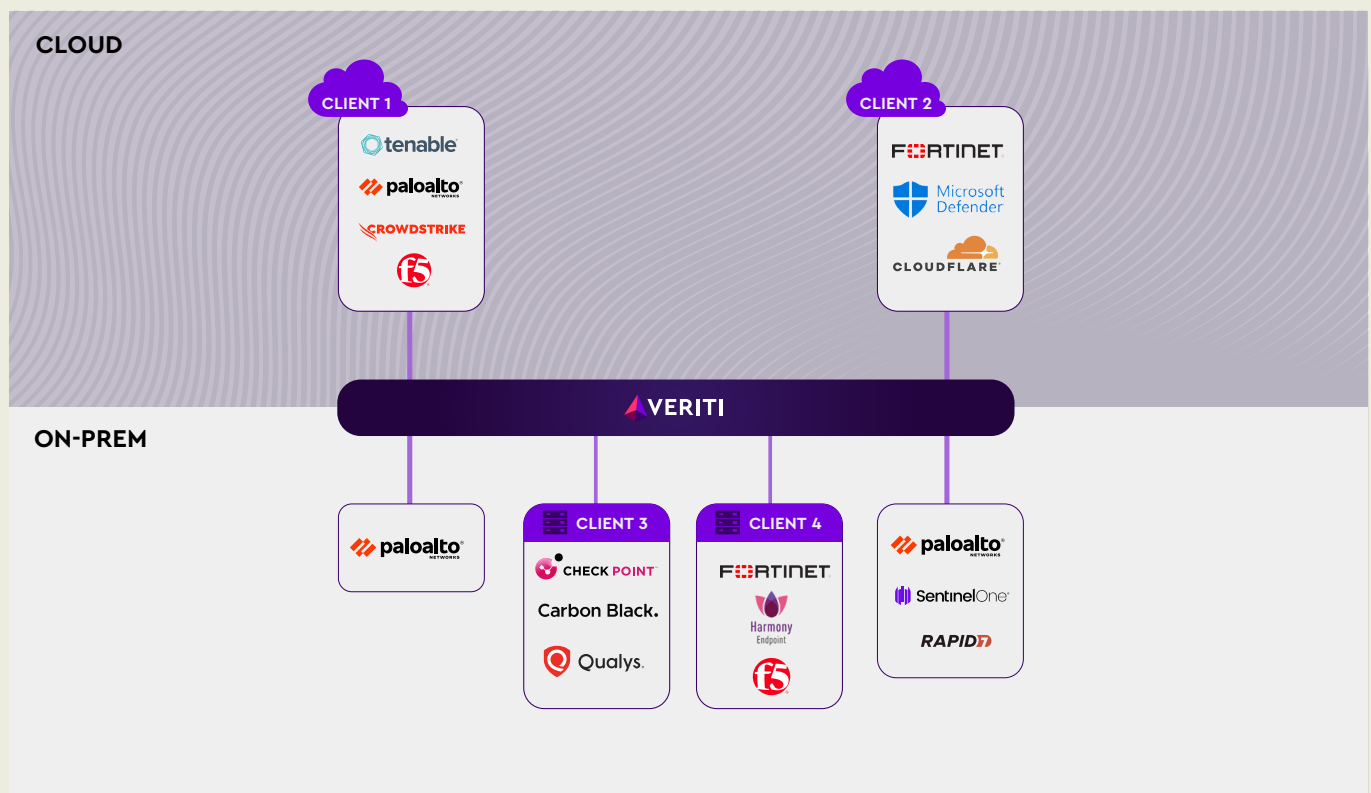 CLOUD
CLIENT 1
tenable
paloalto
NETWORKS
CROWDSTRIKE
f5
CLIENT 2
FORTINET
Microsoft
Defender
CLOUDFLARE
VERITI
ON-PREM
paloalto
NETWORKS
CLIENT 3
CHECK POINT
Carbon Black.
Qualys.
CLIENT 4
FORTINET
Harmony
Endpoint
f5
paloalto
NETWORKS
SentinelOne
RAPID7